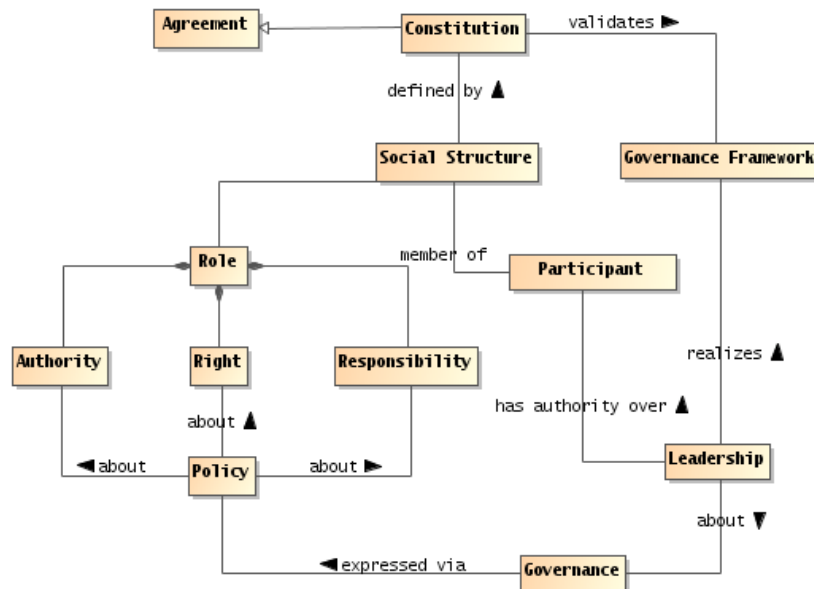 Agreement
Constitution
validates ►
defined by ▲
Social Structure
Governance Framework
Role
member of
Participant
Authority
Right
Responsibility
realizes ▲
about ▲
has authority over ▲
◄ about
Policy
about ►
Leadership
about ▼
◄ expressed via
Governance